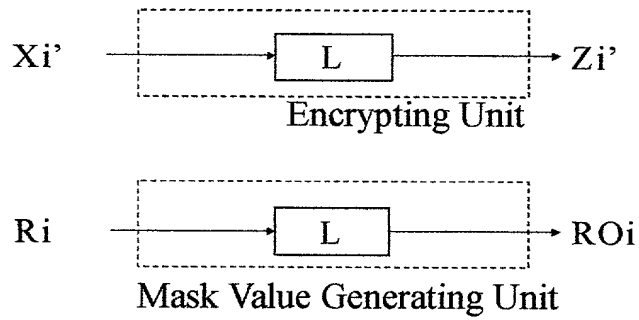 Xi' L Zi'
Encrypting Unit
Ri L ROi
Mask Value Generating Unit